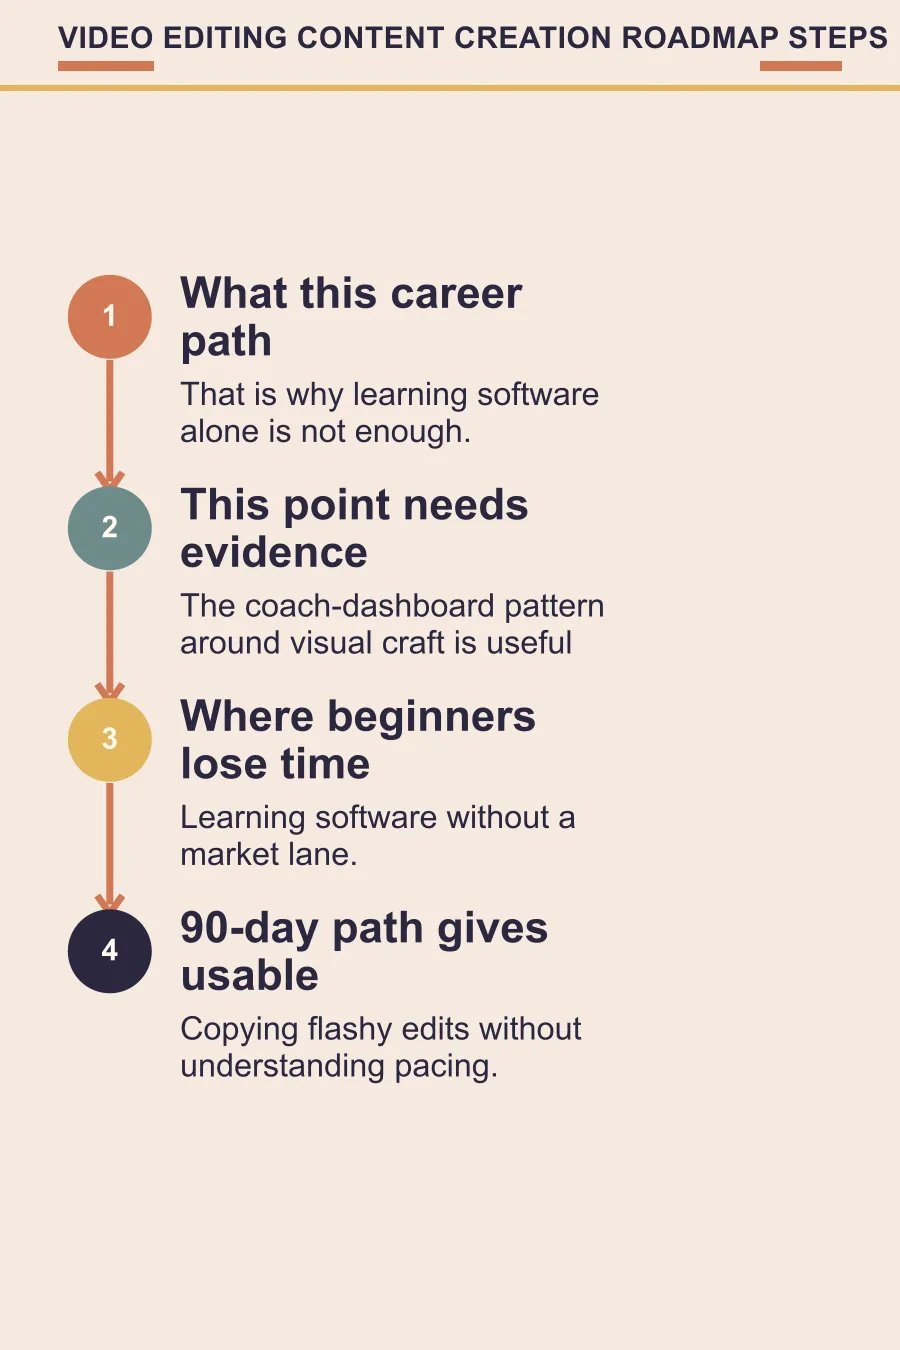 VIDEO EDITING CONTENT CREATION ROADMAP STEPS
1
What this career
path
That is why learning software
alone is not enough.
2
This point needs
evidence
The coach-dashboard pattern
around visual craft is useful
3
Where beginners
lose time
Learning software without a
market lane.
4
90-day path gives
usable
Copying flashy edits without
understanding pacing.